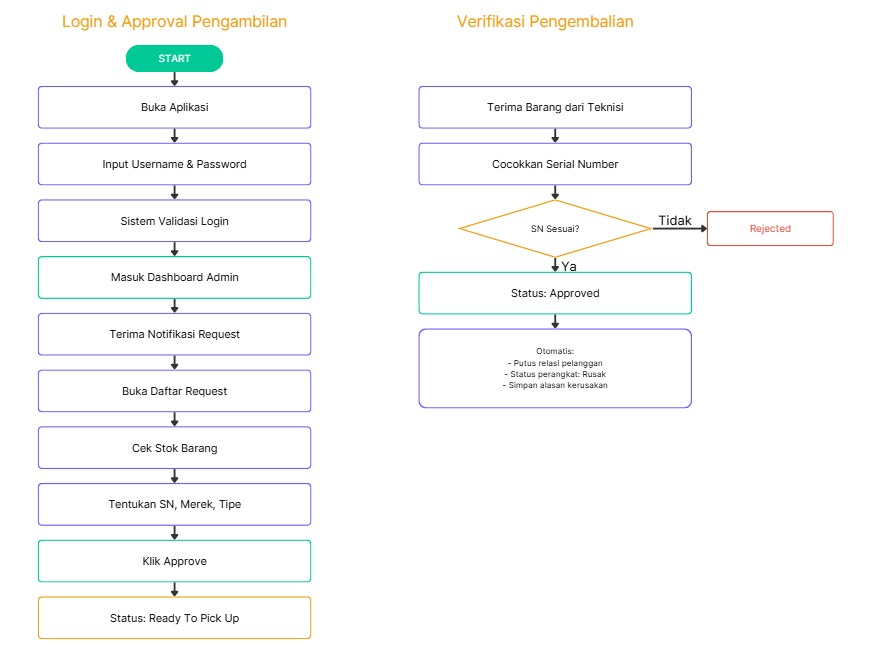 Login & Approval Pengambilan
START
Buka Aplikasi
Input Username & Password
Sistem Validasi Login
Masuk Dashboard Admin
Terima Notifikasi Request
Buka Daftar Request
Cek Stok Barang
Tentukan SN, Merek, Tipe
Klik Approve
Status: Ready To Pick Up
Verifikasi Pengembalian
Terima Barang dari Teknisi
Cocokkan Serial Number
SN Sesuai?
Tidak
Rejected
Ya
Status: Approved
Otomatis:
- Putus relasi pelanggan
- Status perangkat: Rusak
- Simpan alasan kerusakan